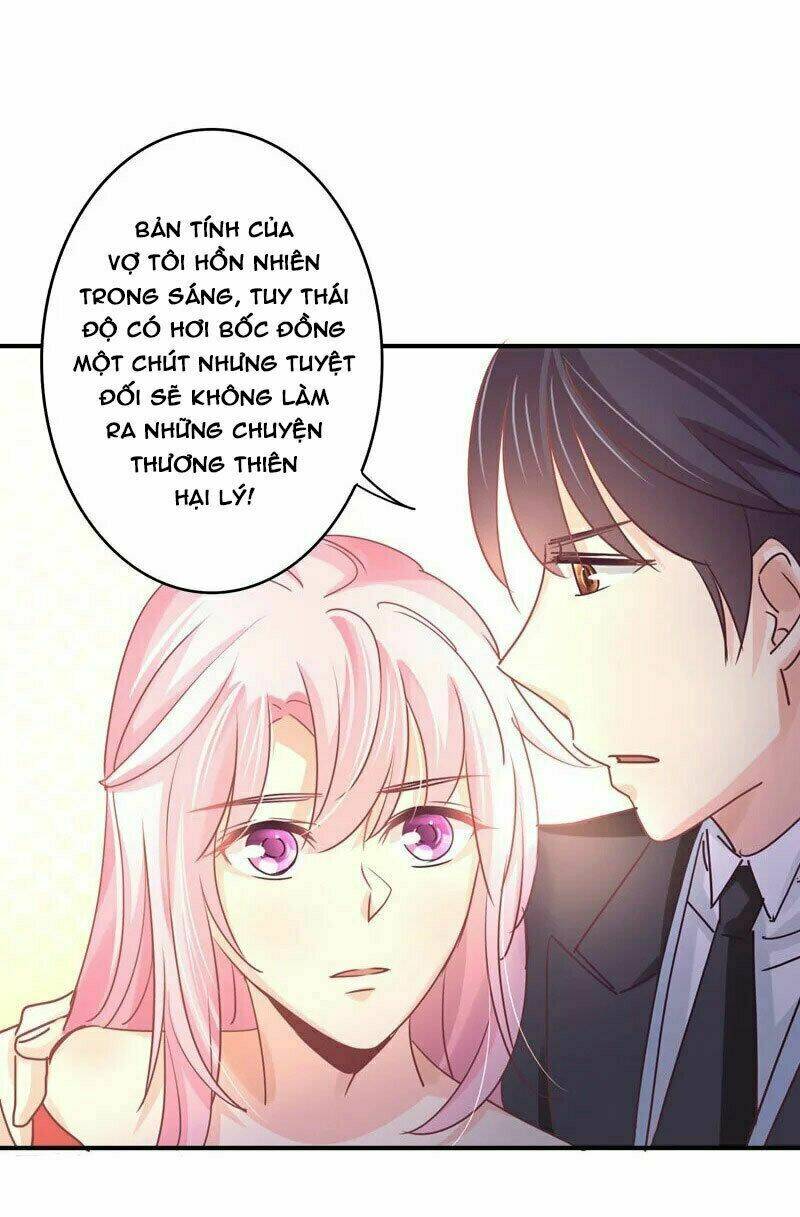 BẢN TÍNH CỦA
VỢ TÔI HỒN NHIÊN
TRONG SÁNG, TUY THÁI
ĐỘ CÓ HƠI BỐC ĐỒNG
MỘT CHÚT NHƯNG TUYỆT
ĐỐI SẼ KHÔNG LÀM
RA NHỮNG CHUYỆN
THƯƠNG THIÊN
HẠI LÝ!